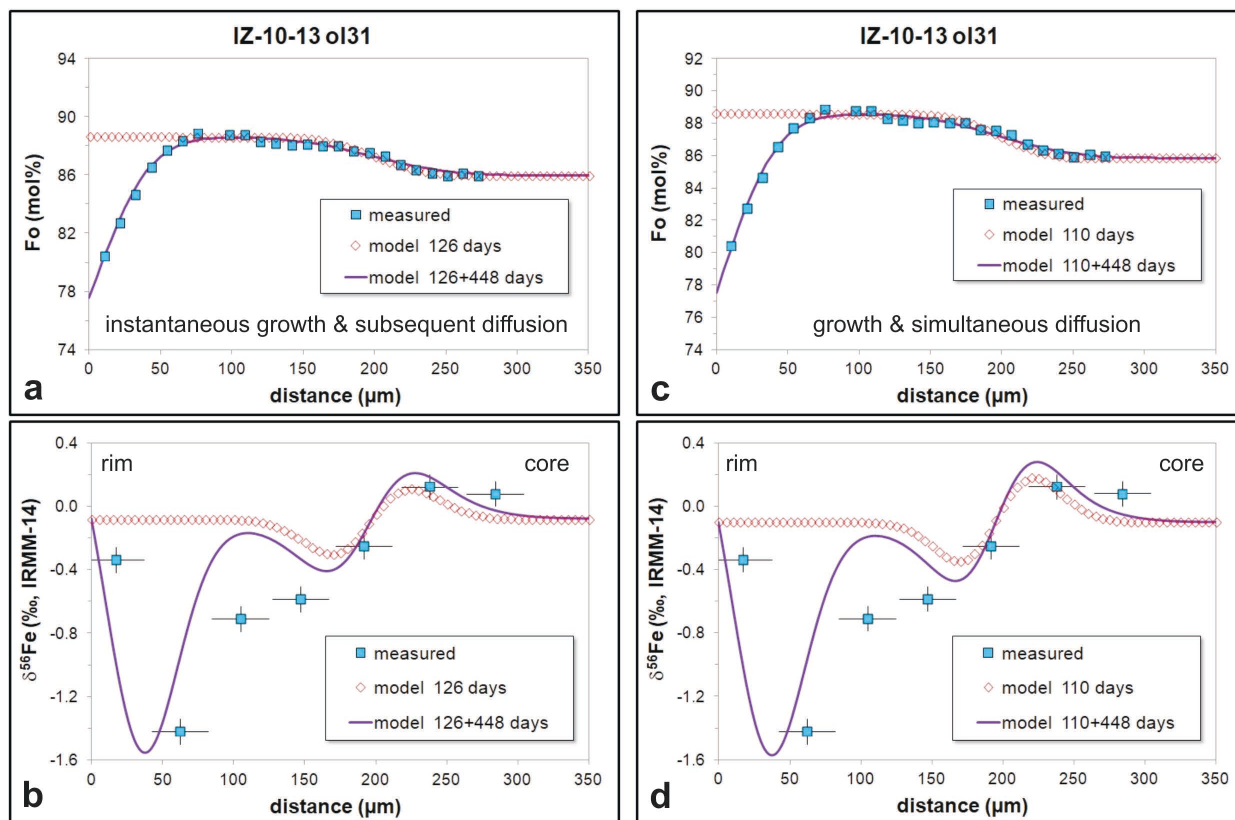 IZ-10-13 ol31
94
90
86
82
78
74
Fo (mol%)
measured
model 126 days
model 126+448 days
instantaneous growth & subsequent diffusion
0 50 100 150 200 250 300 350
distance (µm)
a
IZ-10-13 ol31
92
90
88
86
84
82
80
78
76
74
Fo (mol%)
measured
model 110 days
model 110+448 days
growth & simultaneous diffusion
0 50 100 150 200 250 300 350
distance (µm)
c
0.4
0.0
-0.4
-0.8
-1.2
-1.6
δ⁵⁶Fe (‰, IRMM-14)
rim core
measured
model 126 days
model 126+448 days
0 50 100 150 200 250 300 350
distance (µm)
b
0.4
0.0
-0.4
-0.8
-1.2
-1.6
δ⁵⁶Fe (‰, IRMM-14)
rim core
measured
model 110 days
model 110+448 days
0 50 100 150 200 250 300 350
distance (µm)
d